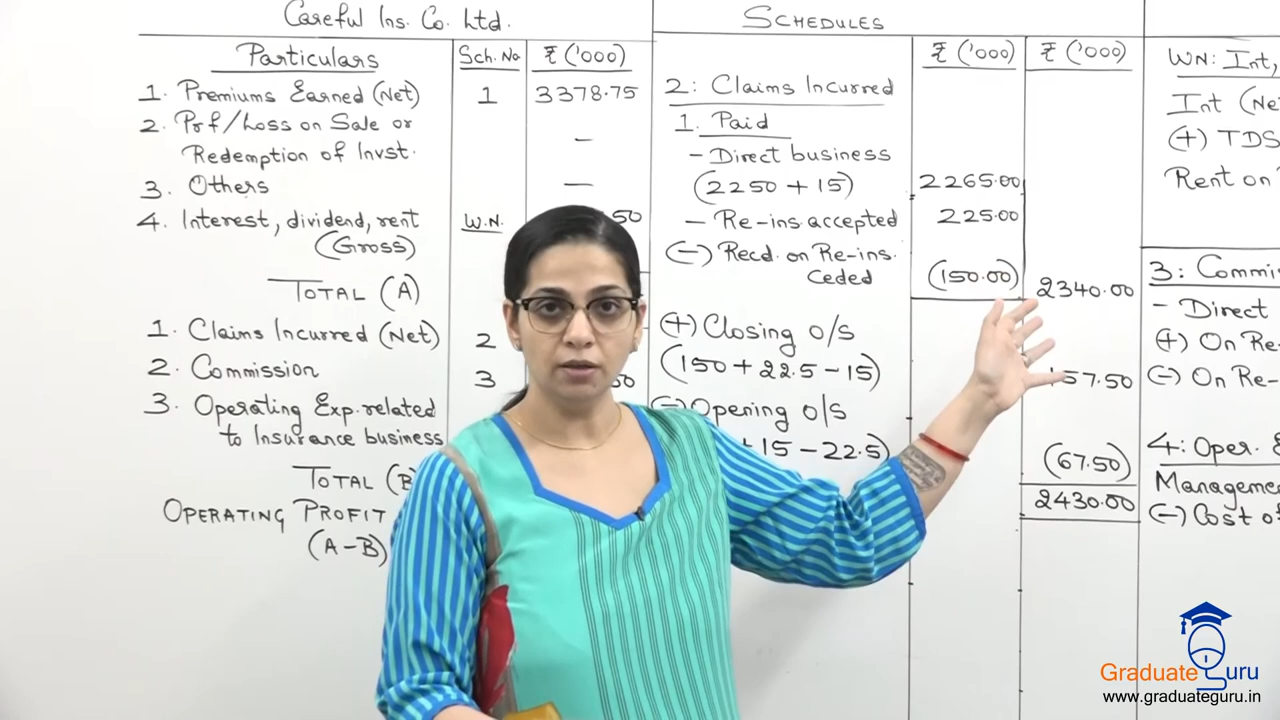 Careful Ins. Co. Ltd.
Particulars Sch. No ₹ ('000)
1. Premiums Earned (Net) 1 3378.75
2. Prf/Loss on Sale or
Redemption of Invst. –
3. Others –
4. Interest, dividend, rent W.N. 50
(Gross)
TOTAL (A)
1. Claims Incurred (Net) 2
2. Commission 3 50
3. Operating Exp. related
to Insurance business
TOTAL (B)
OPERATING PROFIT
(A-B)
SCHEDULES
₹ ('000) ₹ ('000)
2: Claims Incurred
1. Paid
- Direct business
(2250 + 15) 2265.00
- Re-ins. accepted 225.00
(-) Recd. on Re-ins.
Ceded (150.00) 2340.00
(+) Closing o/s
(150 + 22.5 - 15) 157.50
(-) Opening o/s
+ 15 - 22.5) (67.50)
2430.00
WN: Int,
Int (Ne
(+) TDS
Rent on
3: Commi
- Direct
(+) On Re-
(-) On Re-
4: Oper. E
Manageme
(-) Cost of
Graduate Guru
www.graduateguru.in